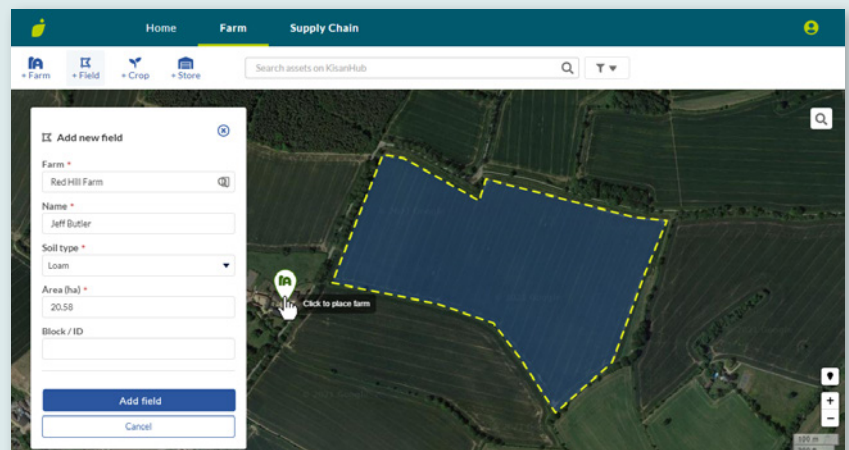 Home Farm Supply Chain
+ Farm + Field + Crop + Store
Search assets on KisanHub
Add new field
Farm *
Red Hill Farm
Name *
Jeff Butler
Soil type *
Loam
Area (ha) *
20.58
Block / ID
Add field
Cancel
Click to place farm
+
−
100 m